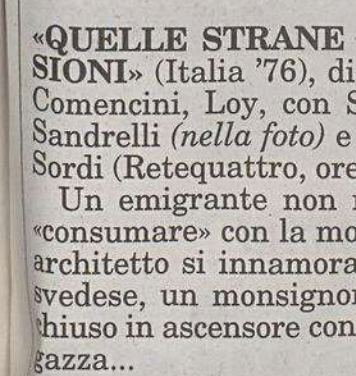 «QUELLE STRANE
SIONI» (Italia '76), di
Comencini, Loy, con S
Sandrelli (nella foto) e
Sordi (Retequattro, ore
Un emigrante non
«consumare» con la mo
architetto si innamora
svedese, un monsignor
chiuso in ascensore con
gazza...